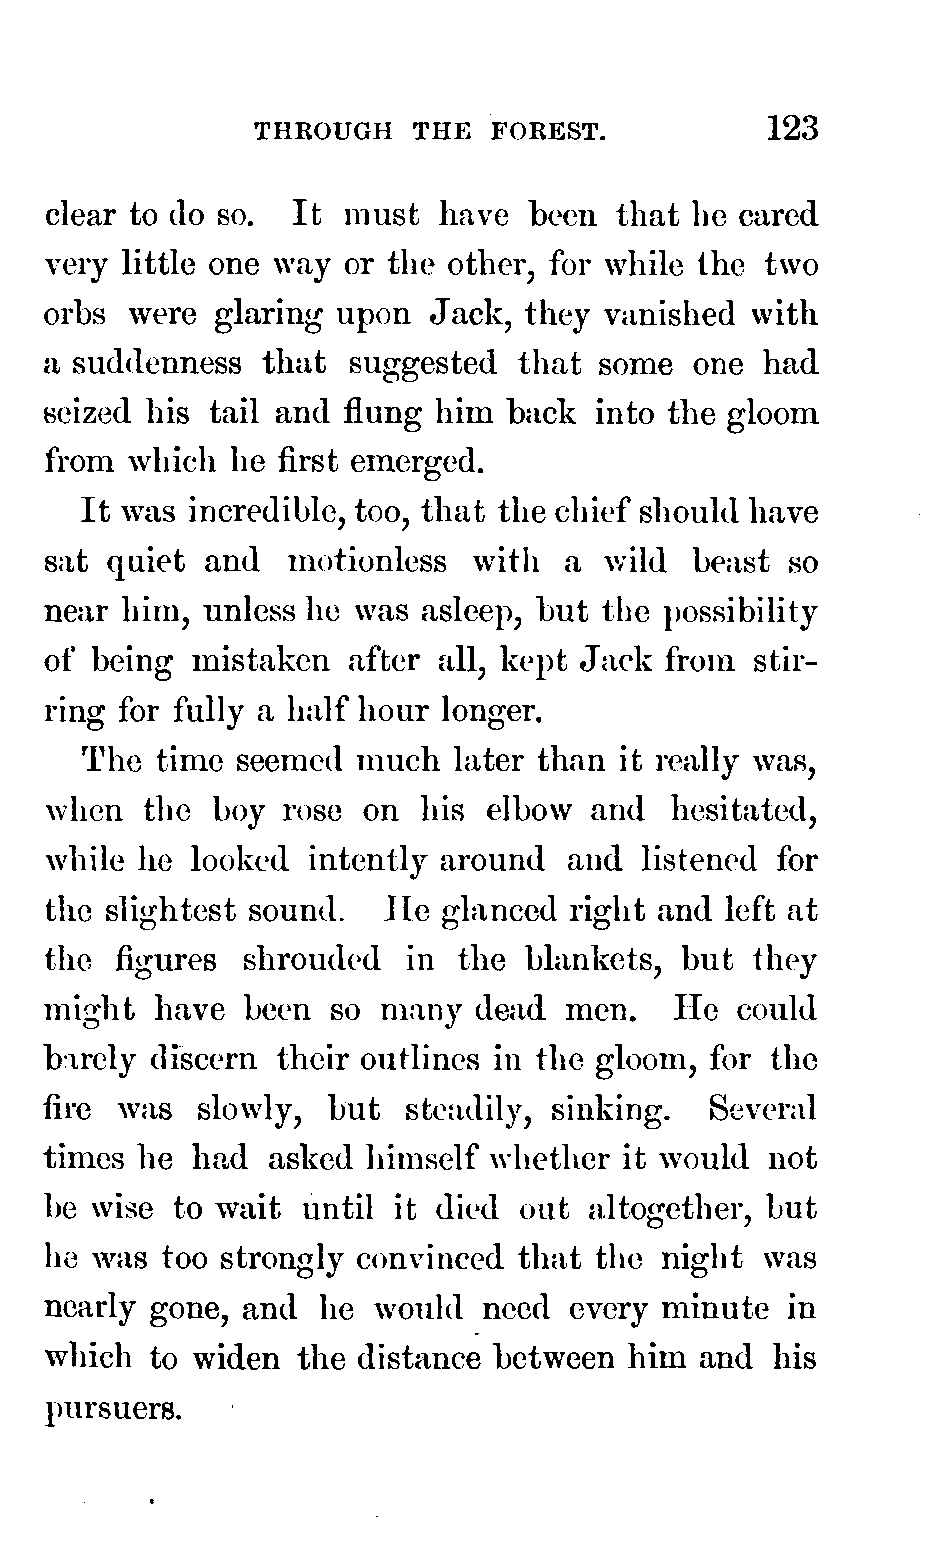 THROUGH THE FOREST. 123
clear to do so. It must have been that he cared
very little one way or the other, for while the two
orbs were glaring upon Jack, they vanished with
a suddenness that suggested that some one had
seized his tail and flung him back into the gloom
from which he first emerged.
It was incredible, too, that the chief should have
sat quiet and motionless with a wild beast so
near him, unless he was asleep, but the possibility
of being mistaken after all, kept Jack from stir-
ring for fully a half hour longer.
The time seemed much later than it really was,
when the boy rose on his elbow and hesitated,
while he looked intently around and listened for
the slightest sound. He glanced right and left at
the figures shrouded in the blankets, but they
might have been so many dead men. He could
barely discern their outlines in the gloom, for the
fire was slowly, but steadily, sinking. Several
times he had asked himself whether it would not
be wise to wait until it died out altogether, but
he was too strongly convinced that the night was
nearly gone, and he would need every minute in
which to widen the distance between him and his
pursuers.